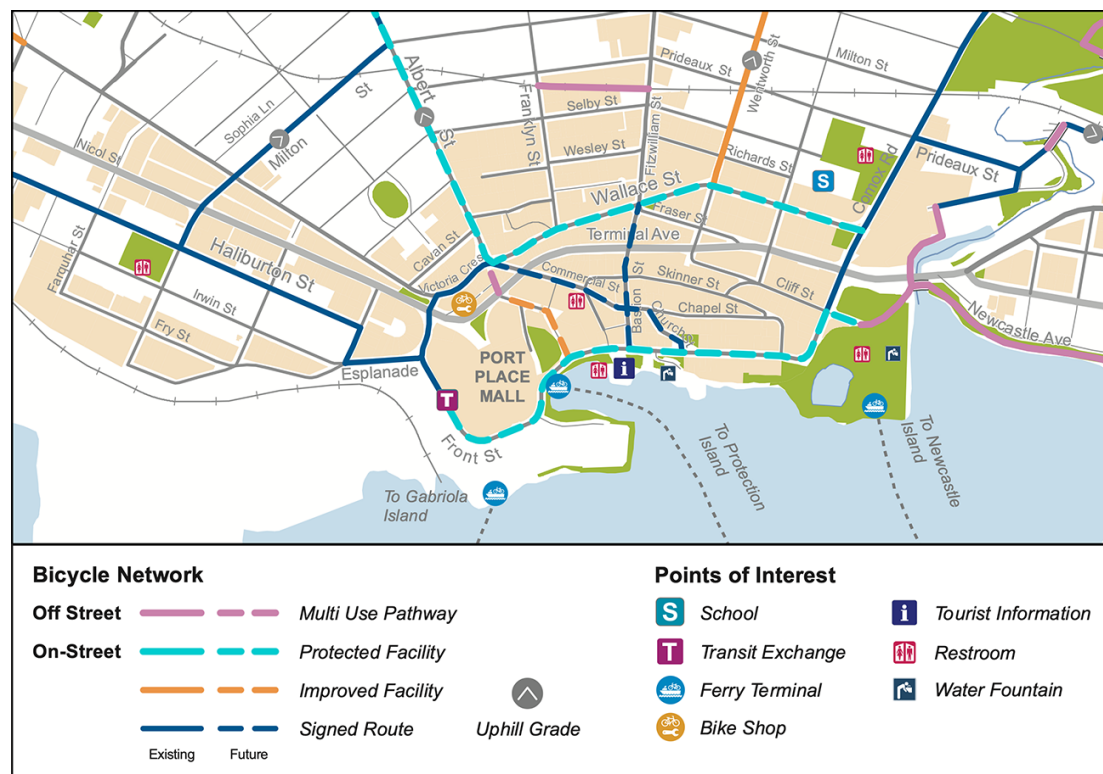 Albert
St
Franklyn St
Selby St
Wesley St
Fitzwilliam St
Prideaux St
Wentworth St
Milton St
Sophia Ln
Milton
St
Nicol St
Richards St
S
Comox Rd
Prideaux St
Wallace St
Fraser St
Terminal Ave
Cavan St
Victoria Cres
Commercial St
Skinner St
Cliff St
Bastion St
Chapel St
Church St
Newcastle Ave
Farquhar St
Haliburton St
Irwin St
Fry St
Esplanade
PORT
PLACE
MALL
i
T
Front St
To Gabriola
Island
To Protection
Island
To Newcastle
Island
Bicycle Network
Off Street
Multi Use Pathway
On-Street
Protected Facility
Improved Facility
Signed Route
Uphill Grade
Existing
Future
Points of Interest
S
School
T
Transit Exchange
Ferry Terminal
Bike Shop
i
Tourist Information
Restroom
Water Fountain